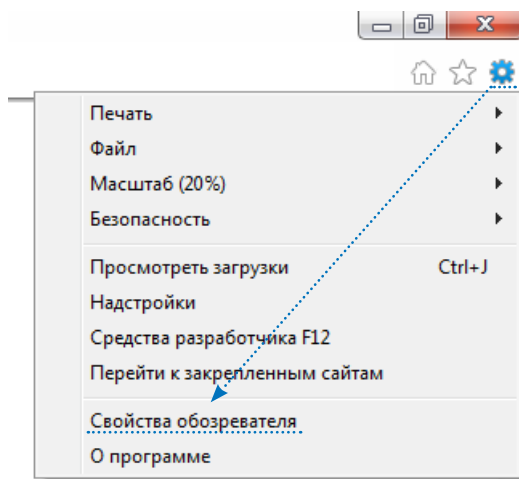 Печать
Файл
Масштаб (20%)
Безопасность
Просмотреть загрузки Ctrl+J
Надстройки
Средства разработчика F12
Перейти к закрепленным сайтам
Свойства обозревателя
О программе